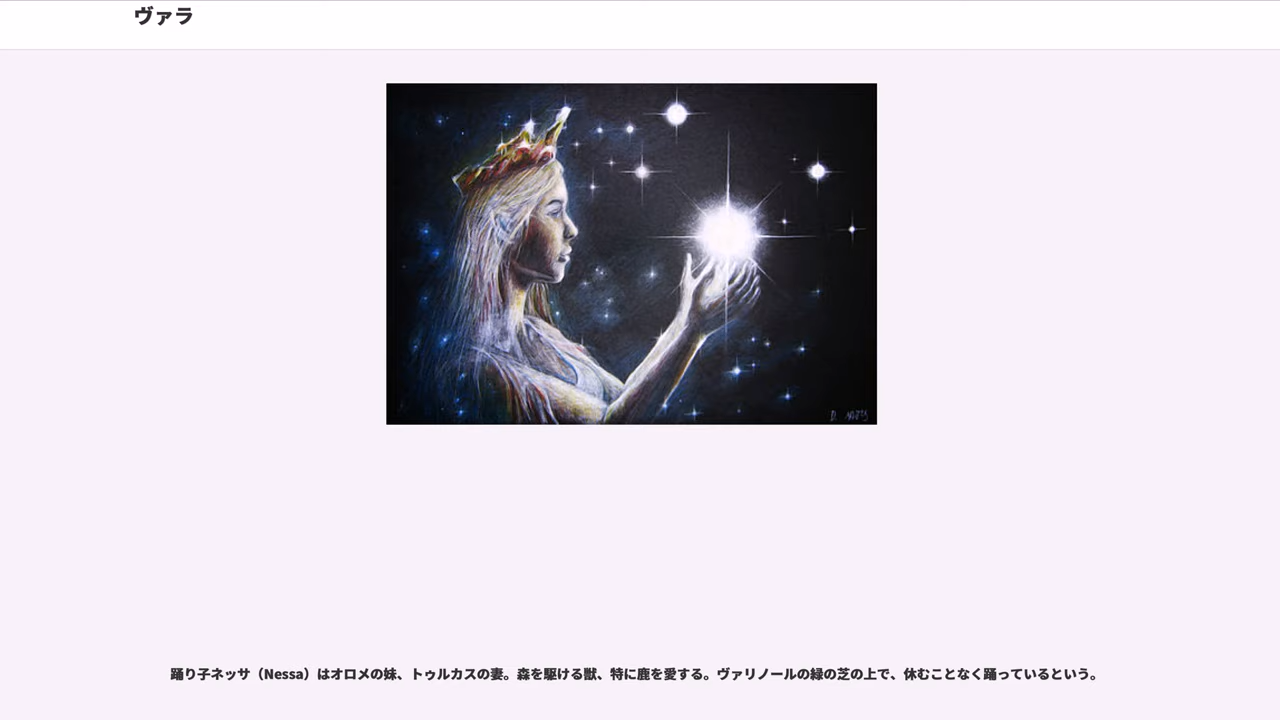 ヴァラ
踊り子ネッサ（Nessa）はオロメの妹、トゥルカスの妻。森を駆ける獣、特に鹿を愛する。ヴァリノールの緑の芝の上で、休むことなく踊っているという。